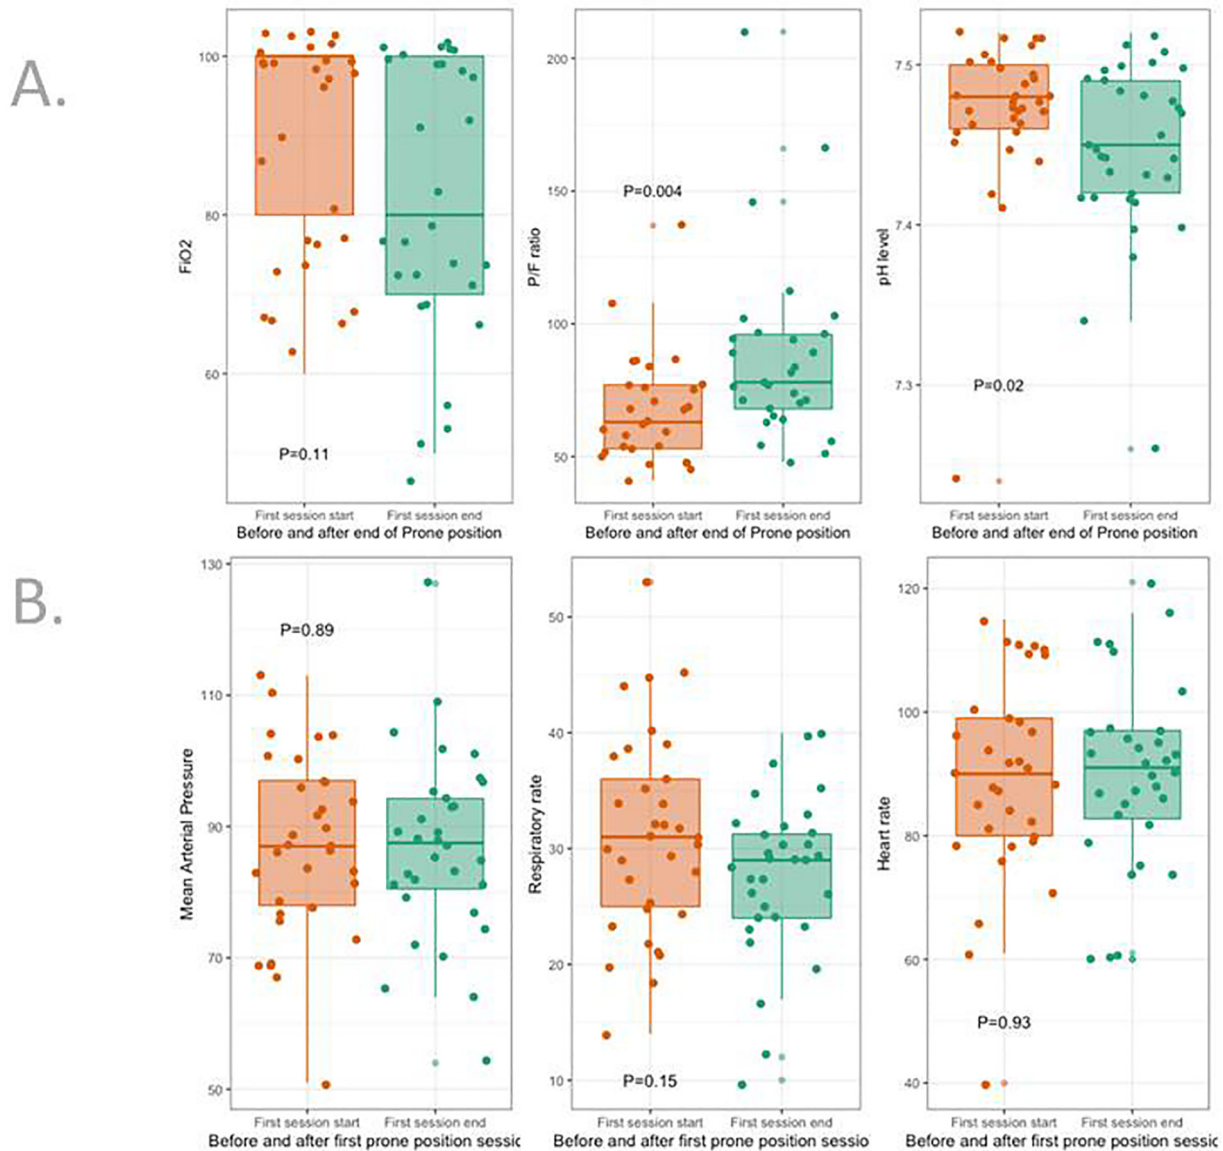 A.
FiO2
100
80
60
P=0.11
First session start First session end
Before and after end of Prone position
P/F ratio
200
150
100
50
P=0.004
First session start First session end
Before and after end of Prone position
pH level
7.5
7.4
7.3
P=0.02
First session start First session end
Before and after end of Prone position
B.
Mean Arterial Pressure
130
110
90
70
50
P=0.89
First session start First session end
Before and after first prone position sessic
Respiratory rate
50
40
30
20
10
P=0.15
First session start First session end
Before and after first prone position sessio
Heart rate
120
100
80
60
40
P=0.93
First session start First session end
Before and after first prone position sessic